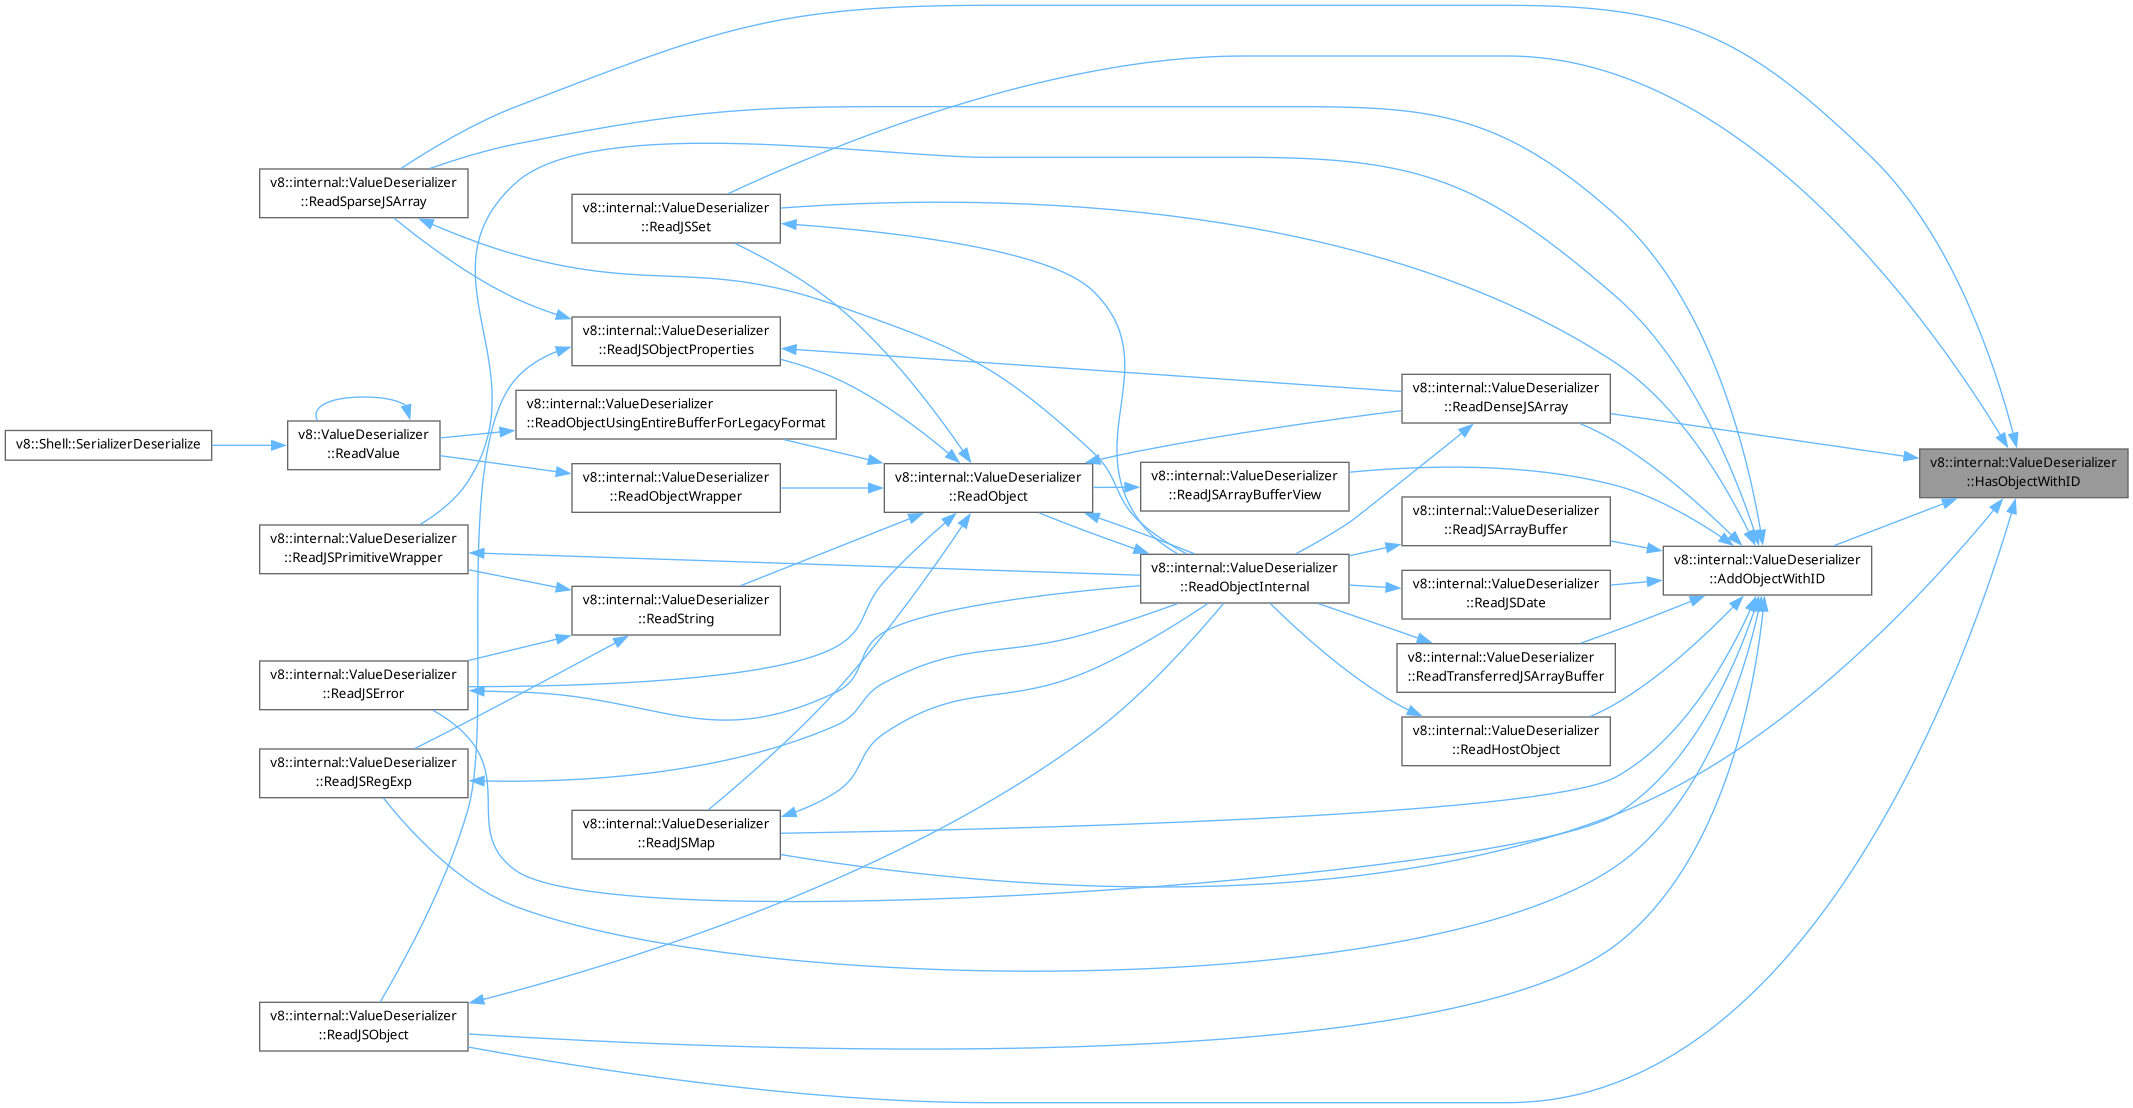 v8::internal::ValueDeserializer
::ReadSparseJSArray
v8::internal::ValueDeserializer
::ReadJSSet
v8::internal::ValueDeserializer
::ReadJSObjectProperties
v8::internal::ValueDeserializer
::ReadObjectUsingEntireBufferForLegacyFormat
v8::internal::ValueDeserializer
::ReadDenseJSArray
v8::Shell::SerializerDeserialize
v8::ValueDeserializer
::ReadValue
v8::internal::ValueDeserializer
::ReadObjectWrapper
v8::internal::ValueDeserializer
::ReadObject
v8::internal::ValueDeserializer
::ReadJSArrayBufferView
v8::internal::ValueDeserializer
::HasObjectWithID
v8::internal::ValueDeserializer
::ReadJSPrimitiveWrapper
v8::internal::ValueDeserializer
::ReadJSArrayBuffer
v8::internal::ValueDeserializer
::ReadObjectInternal
v8::internal::ValueDeserializer
::AddObjectWithID
v8::internal::ValueDeserializer
::ReadJSDate
v8::internal::ValueDeserializer
::ReadString
v8::internal::ValueDeserializer
::ReadTransferredJSArrayBuffer
v8::internal::ValueDeserializer
::ReadJSError
v8::internal::ValueDeserializer
::ReadHostObject
v8::internal::ValueDeserializer
::ReadJSRegExp
v8::internal::ValueDeserializer
::ReadJSMap
v8::internal::ValueDeserializer
::ReadJSObject